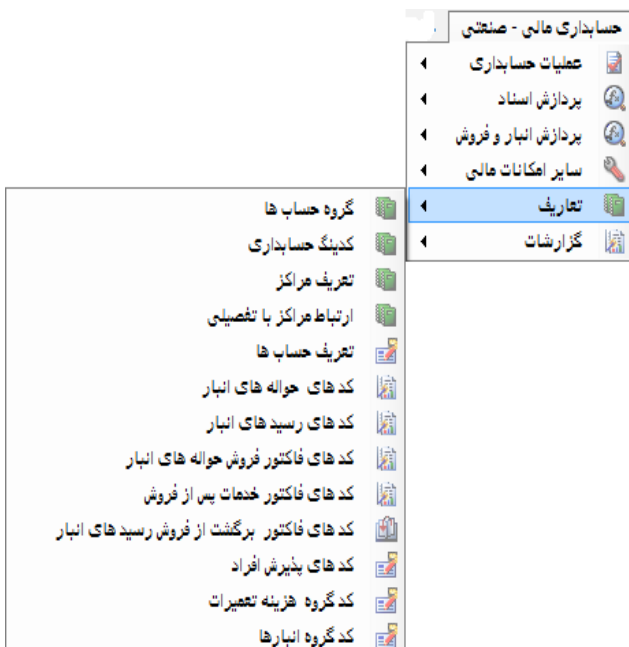 حسابداری مالی - صنعتی
عملیات حسابداری
پردازش اسناد
پردازش انبار و فروش
سایر امکانات مالی
تعاریف
گزارشات
گروه حساب ها
کدینگ حسابداری
تعریف مراکز
ارتباط مراکز با تفصیلی
تعریف حساب ها
کد های حواله های انبار
کد های رسید های انبار
کد های فاکتور فروش حواله های انبار
کد های فاکتور خدمات پس از فروش
کد های فاکتور برگشت از فروش رسید های انبار
کد های پذیرش افراد
کد گروه هزینه تعمیرات
کد گروه انبارها